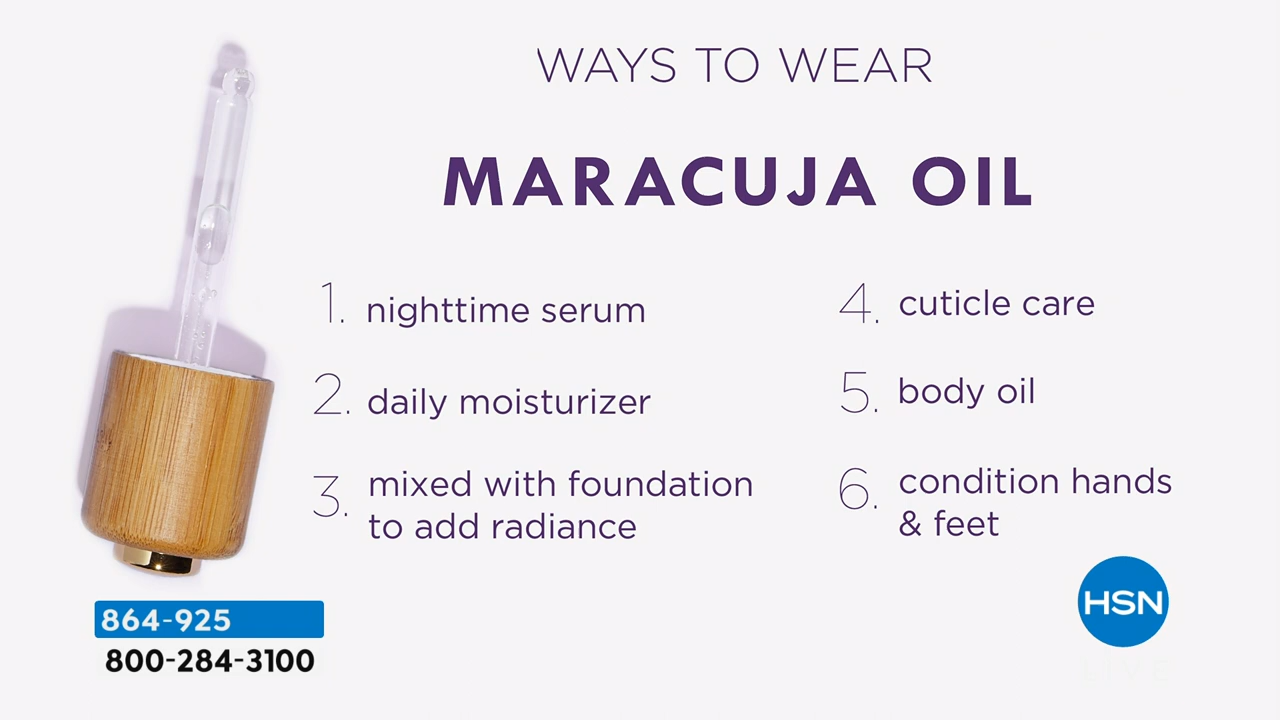 WAYS TO WEAR
MARACUJA OIL
1. nighttime serum
2. daily moisturizer
3. mixed with foundation
to add radiance
4. cuticle care
5. body oil
6. condition hands
& feet
864-925
800-284-3100
HSN
LIVE